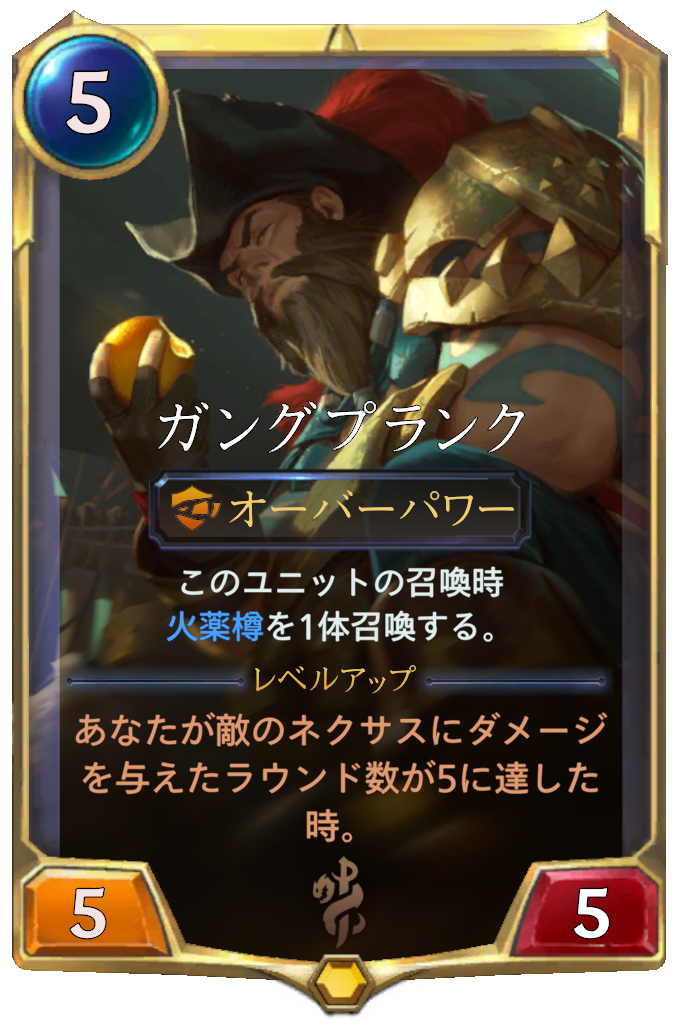 5
ガングプランク
オーバーパワー
このユニットの召喚時
火薬樽を1体召喚する。
レベルアップ
あなたが敵のネクサスにダメージ
を与えたラウンド数が5に達した
時。
5
5